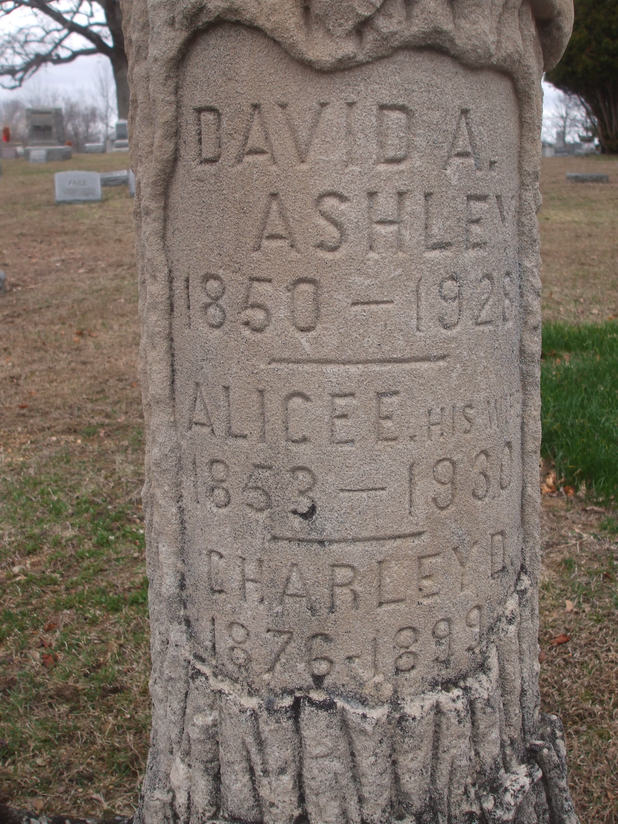 DAVID A.
ASHLEY
1850 – 1928
ALICE E. HIS WIFE
1853 – 1930
CHARLEY D.
1876 - 1899